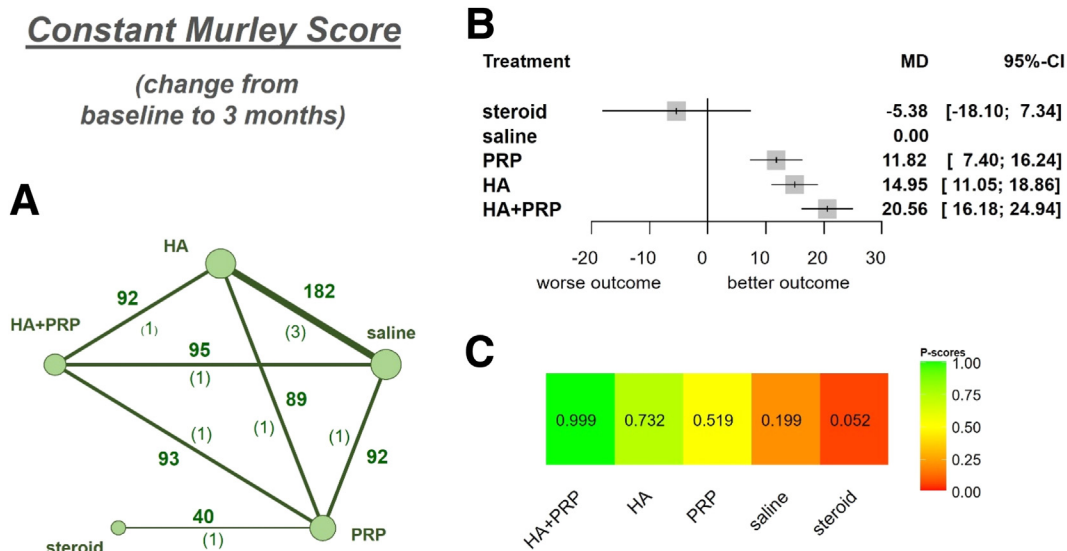 Constant Murley Score
(change from
baseline to 3 months)
A
HA
HA+PRP
saline
PRP
steroid
92
(1)
182
(3)
95
(1)
89
(1)
(1)
92
(1)
93
40
(1)
B
Treatment MD 95%-CI
steroid -5.38 [-18.10; 7.34]
saline 0.00
PRP 11.82 [ 7.40; 16.24]
HA 14.95 [ 11.05; 18.86]
HA+PRP 20.56 [ 16.18; 24.94]
-20 -10 0 10 20 30
worse outcome better outcome
C
0.999 0.732 0.519 0.199 0.052
HA+PRP HA PRP saline steroid
P-scores
1.00
0.75
0.50
0.25
0.00